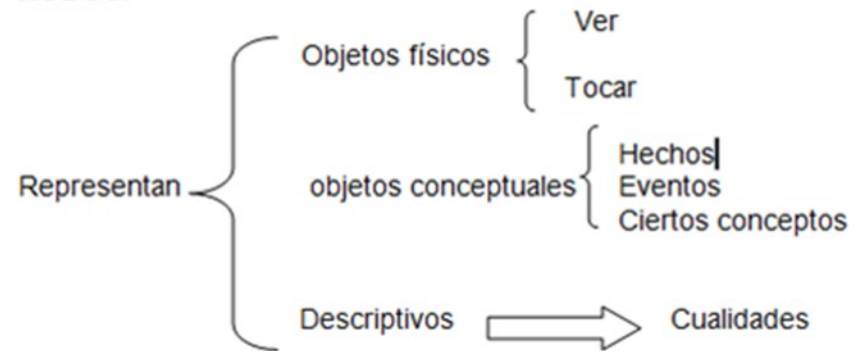 Ver
Objetos físicos
Tocar
Hechos
Representan objetos conceptuales Eventos
Ciertos conceptos
Descriptivos Cualidades